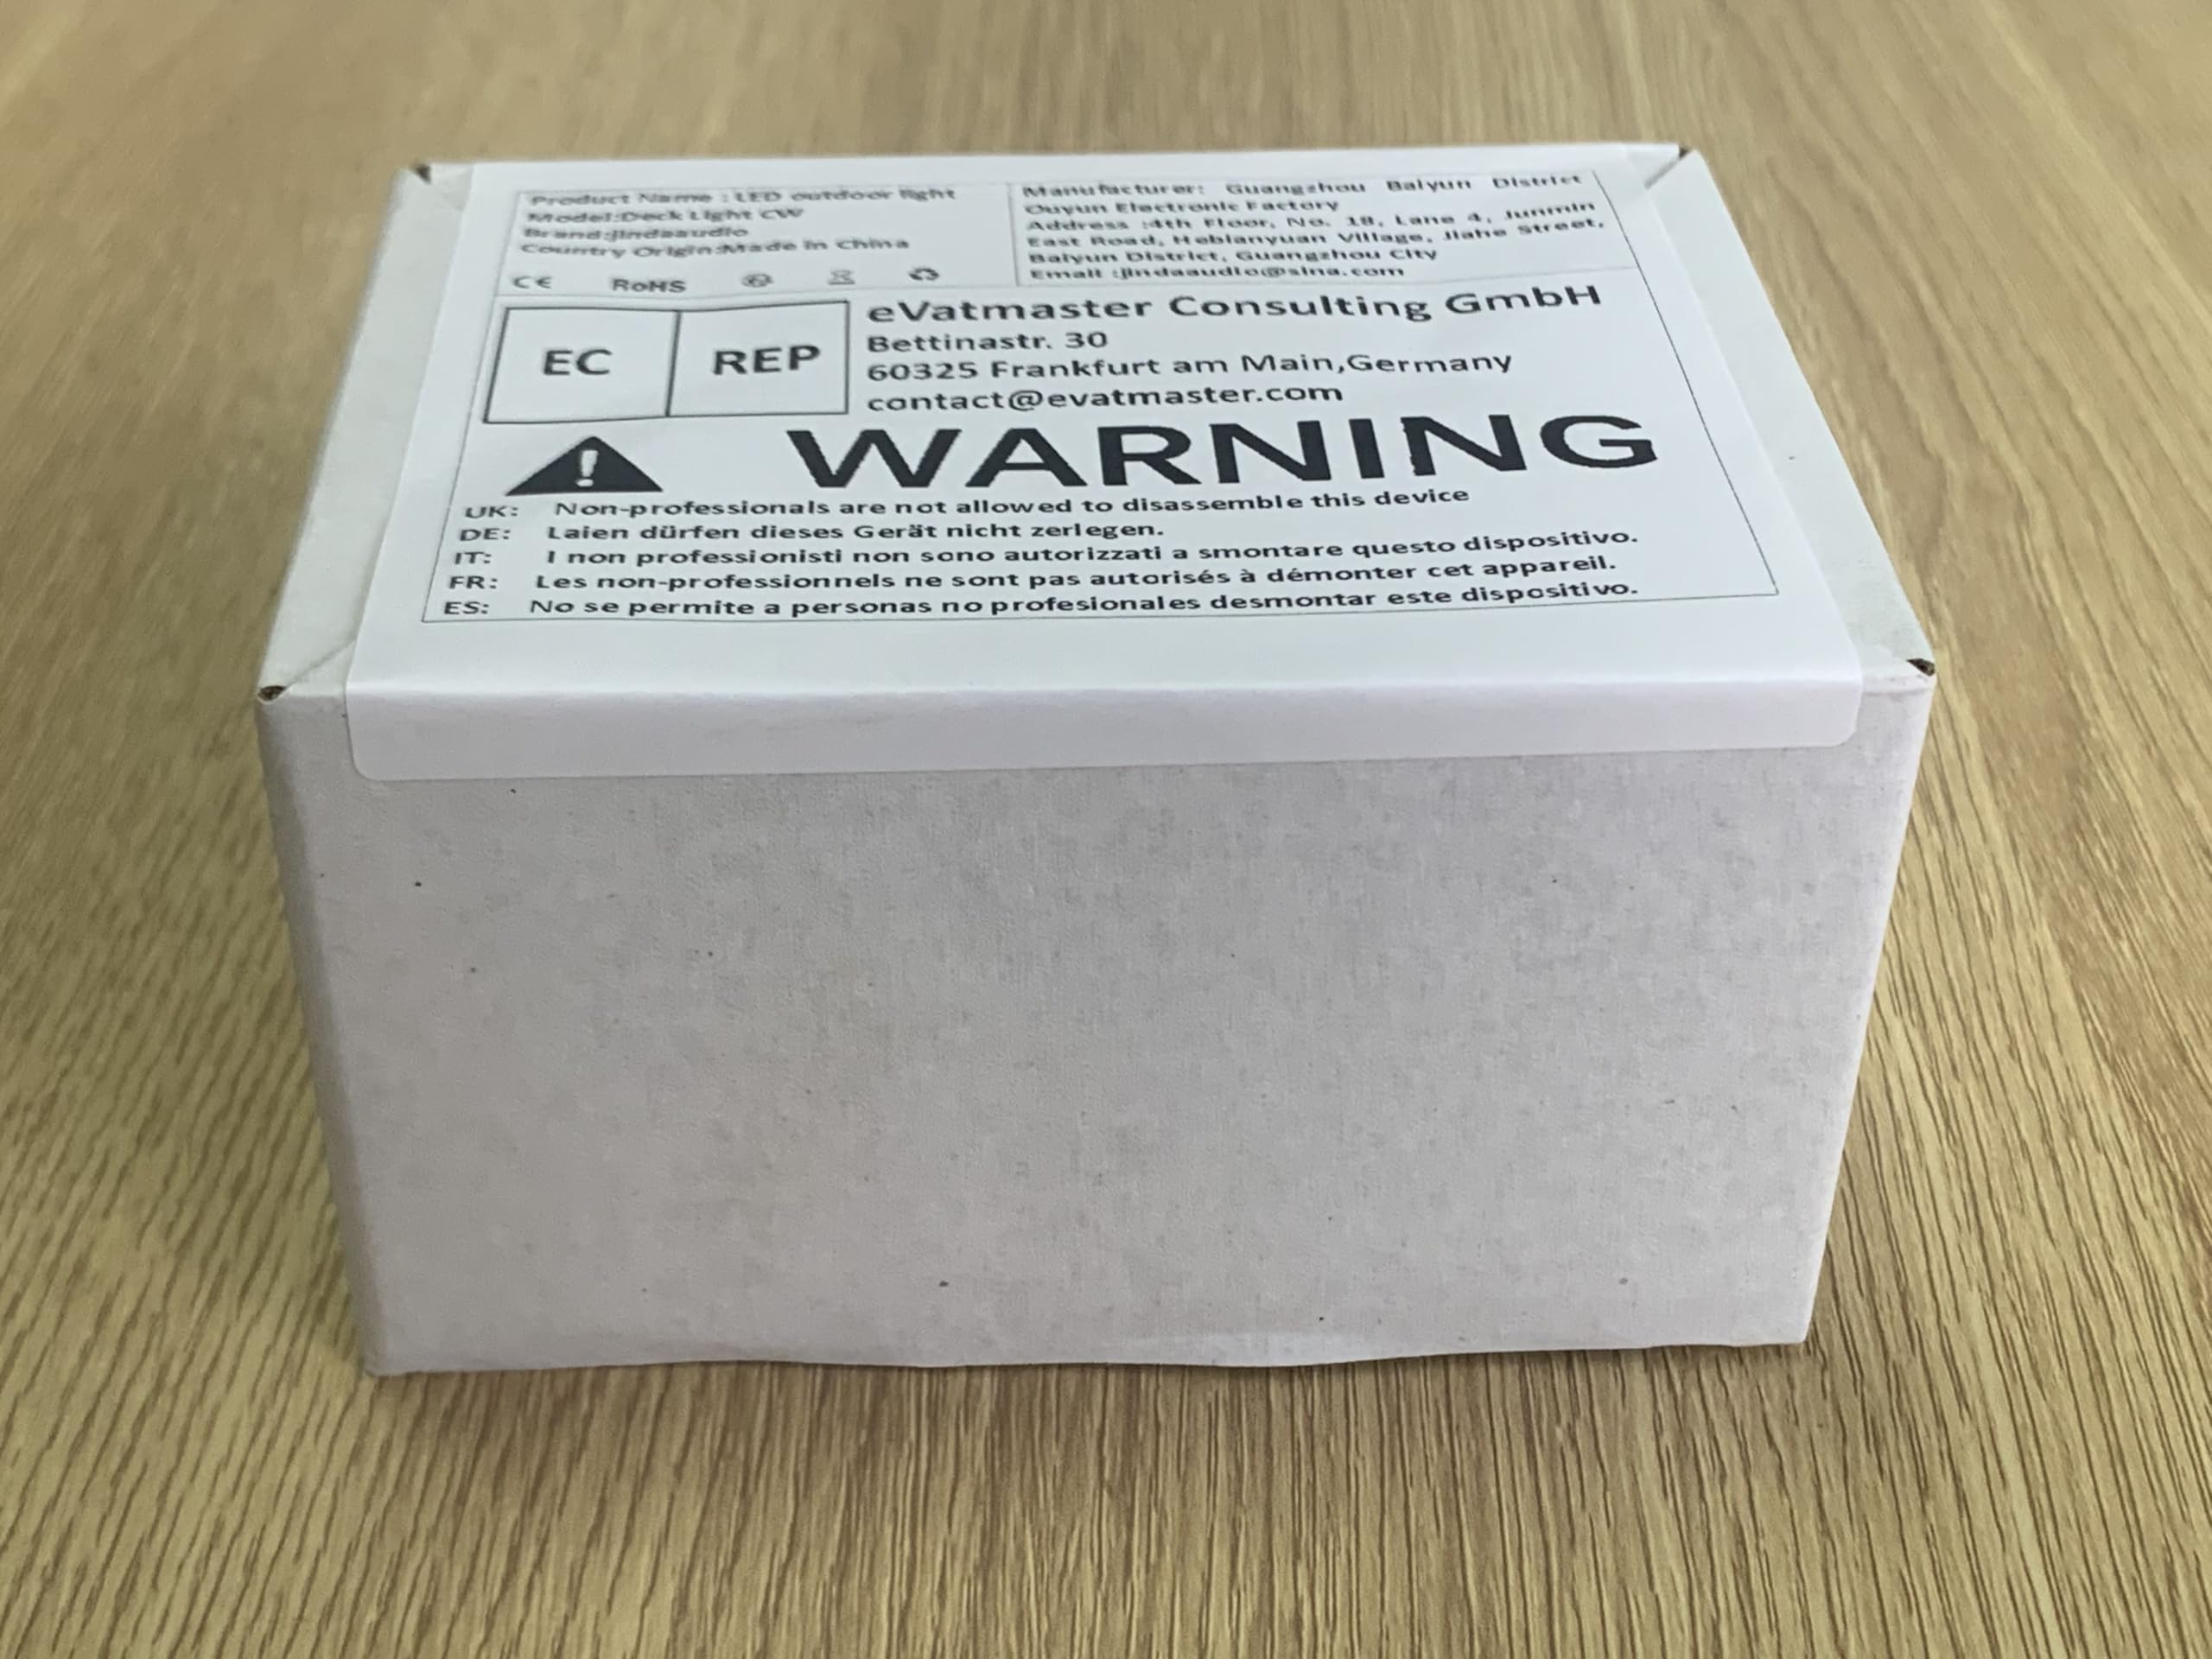 Product Name : LED outdoor light
Model:Deck Light CW
Brand:jindaaudio
Country Origin:Made in China
CE RoHS
Manufacturer: Guangzhou Baiyun District
Ouyun Electronic Factory
Address :4th Floor, No. 18, Lane 4, Junmin
East Road, Hebianyuan Village, Jiahe Street,
Baiyun District, Guangzhou City
Email :jindaaudio@sina.com
EC REP
eVatmaster Consulting GmbH
Bettinastr. 30
60325 Frankfurt am Main,Germany
contact@evatmaster.com
WARNING
UK: Non-professionals are not allowed to disassemble this device
DE: Laien dürfen dieses Gerät nicht zerlegen.
IT: I non professionisti non sono autorizzati a smontare questo dispositivo.
FR: Les non-professionnels ne sont pas autorisés à démonter cet appareil.
ES: No se permite a personas no profesionales desmontar este dispositivo.